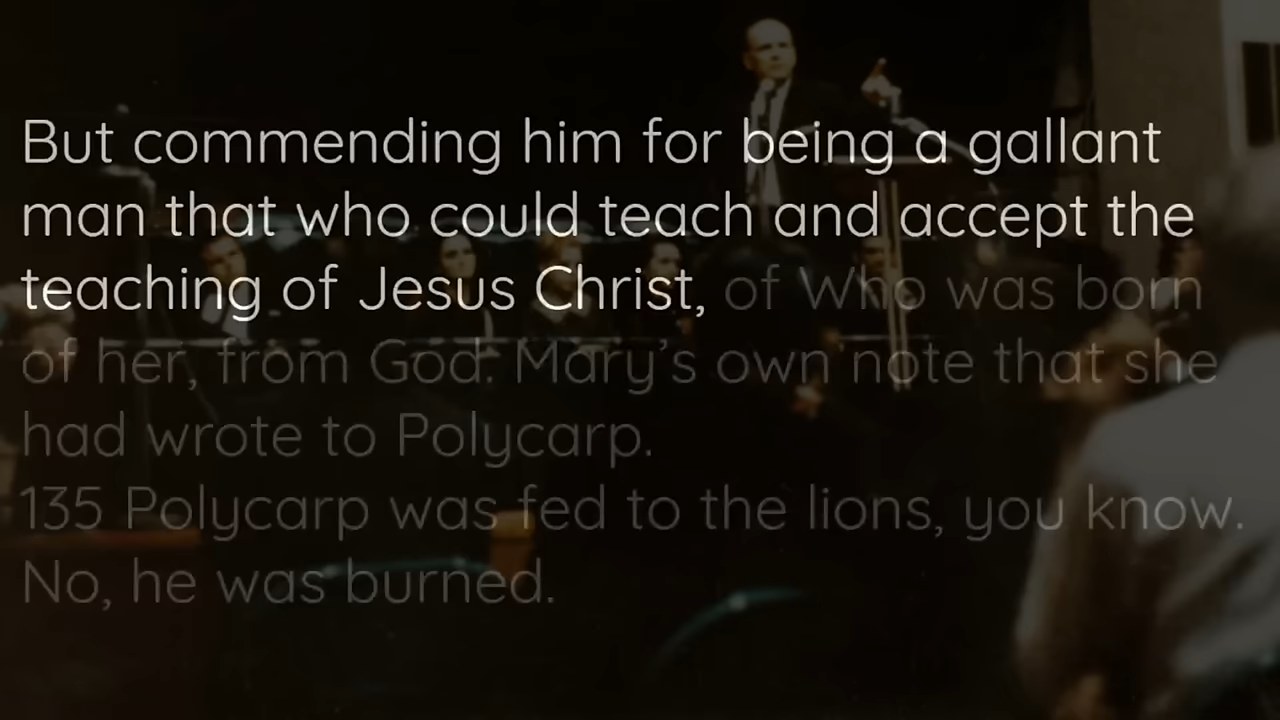 But commending him for being a gallant
man that who could teach and accept the
teaching of Jesus Christ, of Who was born
of her, from God. Mary’s own note that she
had wrote to Polycarp.
135 Polycarp was fed to the lions, you know.
No, he was burned.